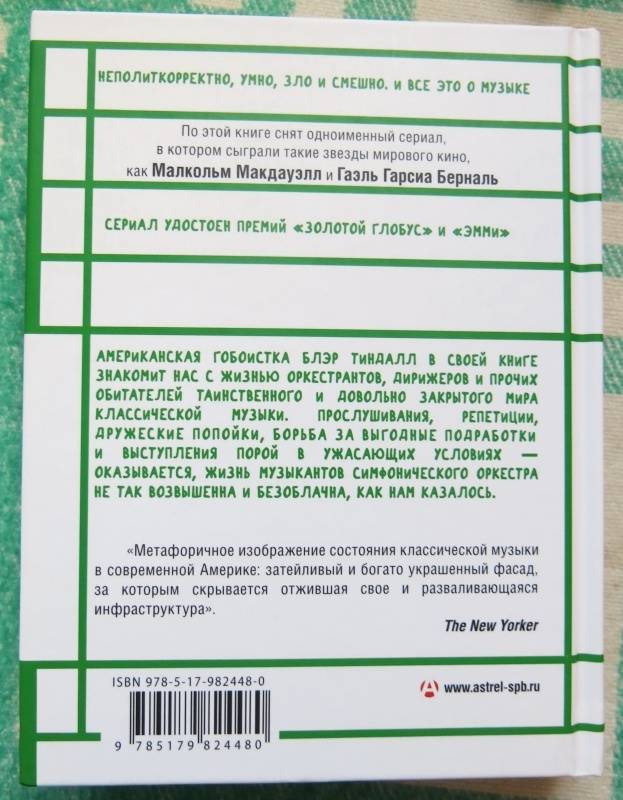 НЕПОЛИТКОРРЕКТНО, УМНО, ЗЛО И СМЕШНО. И ВСЕ ЭТО О МУЗЫКЕ
По этой книге снят одноименный сериал,
в котором сыграли такие звезды мирового кино,
как Малкольм Макдауэлл и Гаэль Гарсиа Берналь
СЕРИАЛ УДОСТОЕН ПРЕМИЙ «ЗОЛОТОЙ ГЛОБУС» И «ЭММИ»
АМЕРИКАНСКАЯ ГОБОИСТКА БЛЭР ТИНДАЛЛ В СВОЕЙ КНИГЕ
ЗНАКОМИТ НАС С ЖИЗНЬЮ ОРКЕСТРАНТОВ, ДИРИЖЕРОВ И ПРОЧИХ
ОБИТАТЕЛЕЙ ТАИНСТВЕННОГО И ДОВОЛЬНО ЗАКРЫТОГО МИРА
КЛАССИЧЕСКОЙ МУЗЫКИ. ПРОСЛУШИВАНИЯ, РЕПЕТИЦИИ,
ДРУЖЕСКИЕ ПОПОЙКИ, БОРЬБА ЗА ВЫГОДНЫЕ ПОДРАБОТКИ
И ВЫСТУПЛЕНИЯ ПОРОЙ В УЖАСАЮЩИХ УСЛОВИЯХ —
ОКАЗЫВАЕТСЯ, ЖИЗНЬ МУЗЫКАНТОВ СИМФОНИЧЕСКОГО ОРКЕСТРА
НЕ ТАК ВОЗВЫШЕННА И БЕЗОБЛАЧНА, КАК НАМ КАЗАЛОСЬ.
«Метафоричное изображение состояния классической музыки
в современной Америке: затейливый и богато украшенный фасад,
за которым скрывается отжившая свое и разваливающаяся
инфраструктура».
The New Yorker
ISBN 978-5-17-982448-0
www.astrel-spb.ru
9 785179 824480